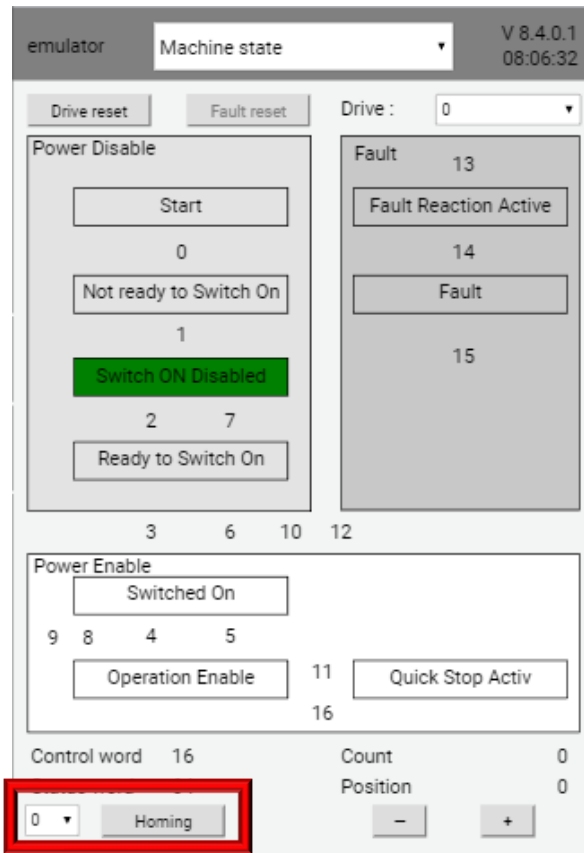 emulator
Machine state
V 8.4.0.1
08:06:32
Drive reset
Fault reset
Drive :
0
Power Disable
Start
0
Not ready to Switch On
1
Switch ON Disabled
2 7
Ready to Switch On
Fault
13
Fault Reaction Active
14
Fault
15
3 6 10 12
Power Enable
Switched On
9 8 4 5
Operation Enable
11
Quick Stop Activ
16
Control word 16
Count 0
Position 0
0
Homing
–
+